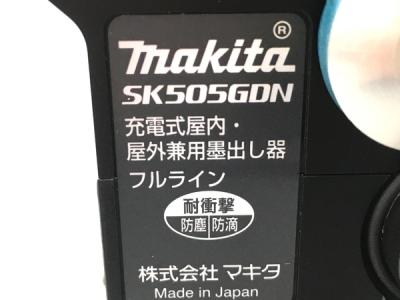 makita®
SK505GDN
充電式屋内・
屋外兼用墨出し器
フルライン
耐衝撃
防塵 防滴
株式会社 マキタ
Made in Japan